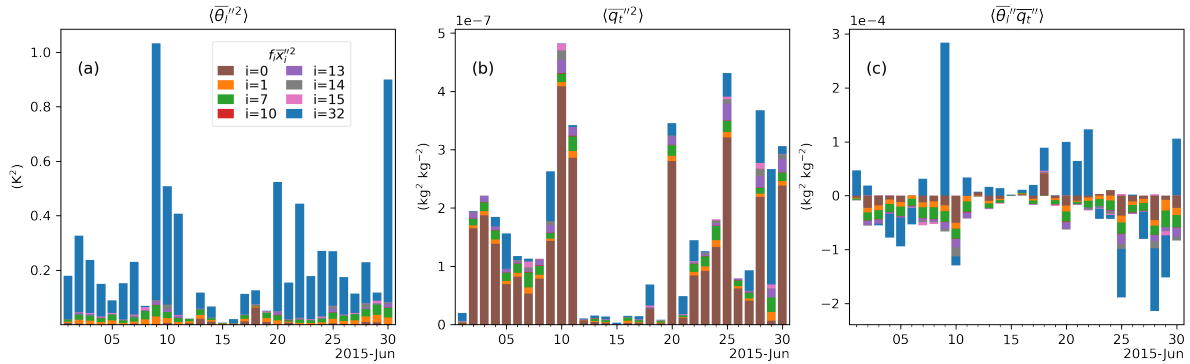 ⟨θ̅ₗ″²⟩
(a)
fᵢx̅ᵢ″²
i=0 i=13
i=1 i=14
i=7 i=15
i=10 i=32
(K²)
1.0
0.8
0.6
0.4
0.2
05 10 15 20 25 30
2015-Jun
⟨q̅ₜ″²⟩
1e−7
(b)
(kg² kg⁻²)
5
4
3
2
1
0
05 10 15 20 25 30
2015-Jun
⟨θ̅ₗ″q̅ₜ″⟩
1e−4
(c)
(kg² kg⁻²)
3
2
1
0
−1
−2
05 10 15 20 25 30
2015-Jun